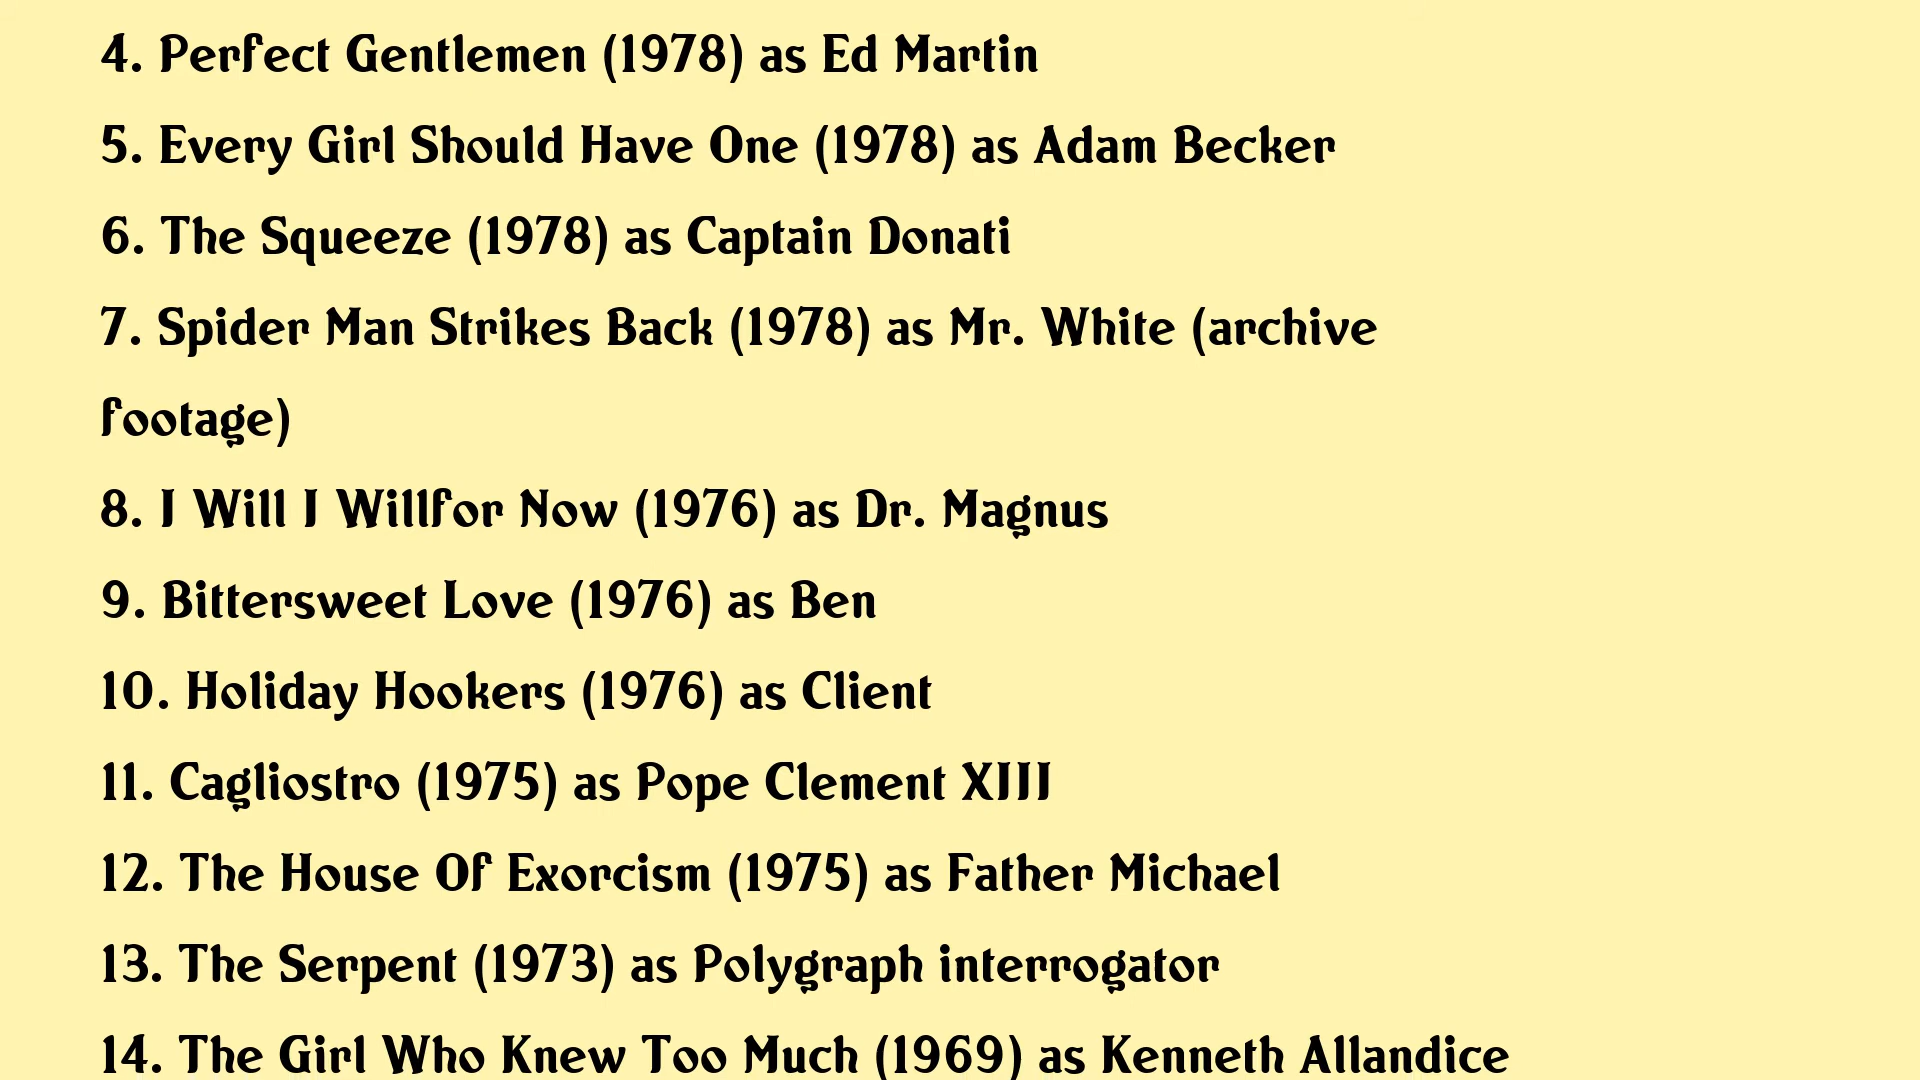 4. Perfect Gentlemen (1978) as Ed Martin
5. Every Girl Should Have One (1978) as Adam Becker
6. The Squeeze (1978) as Captain Donati
7. Spider Man Strikes Back (1978) as Mr. White (archive
footage)
8. I Will I Willfor Now (1976) as Dr. Magnus
9. Bittersweet Love (1976) as Ben
10. Holiday Hookers (1976) as Client
11. Cagliostro (1975) as Pope Clement XIII
12. The House Of Exorcism (1975) as Father Michael
13. The Serpent (1973) as Polygraph interrogator
14. The Girl Who Knew Too Much (1969) as Kenneth Allandice